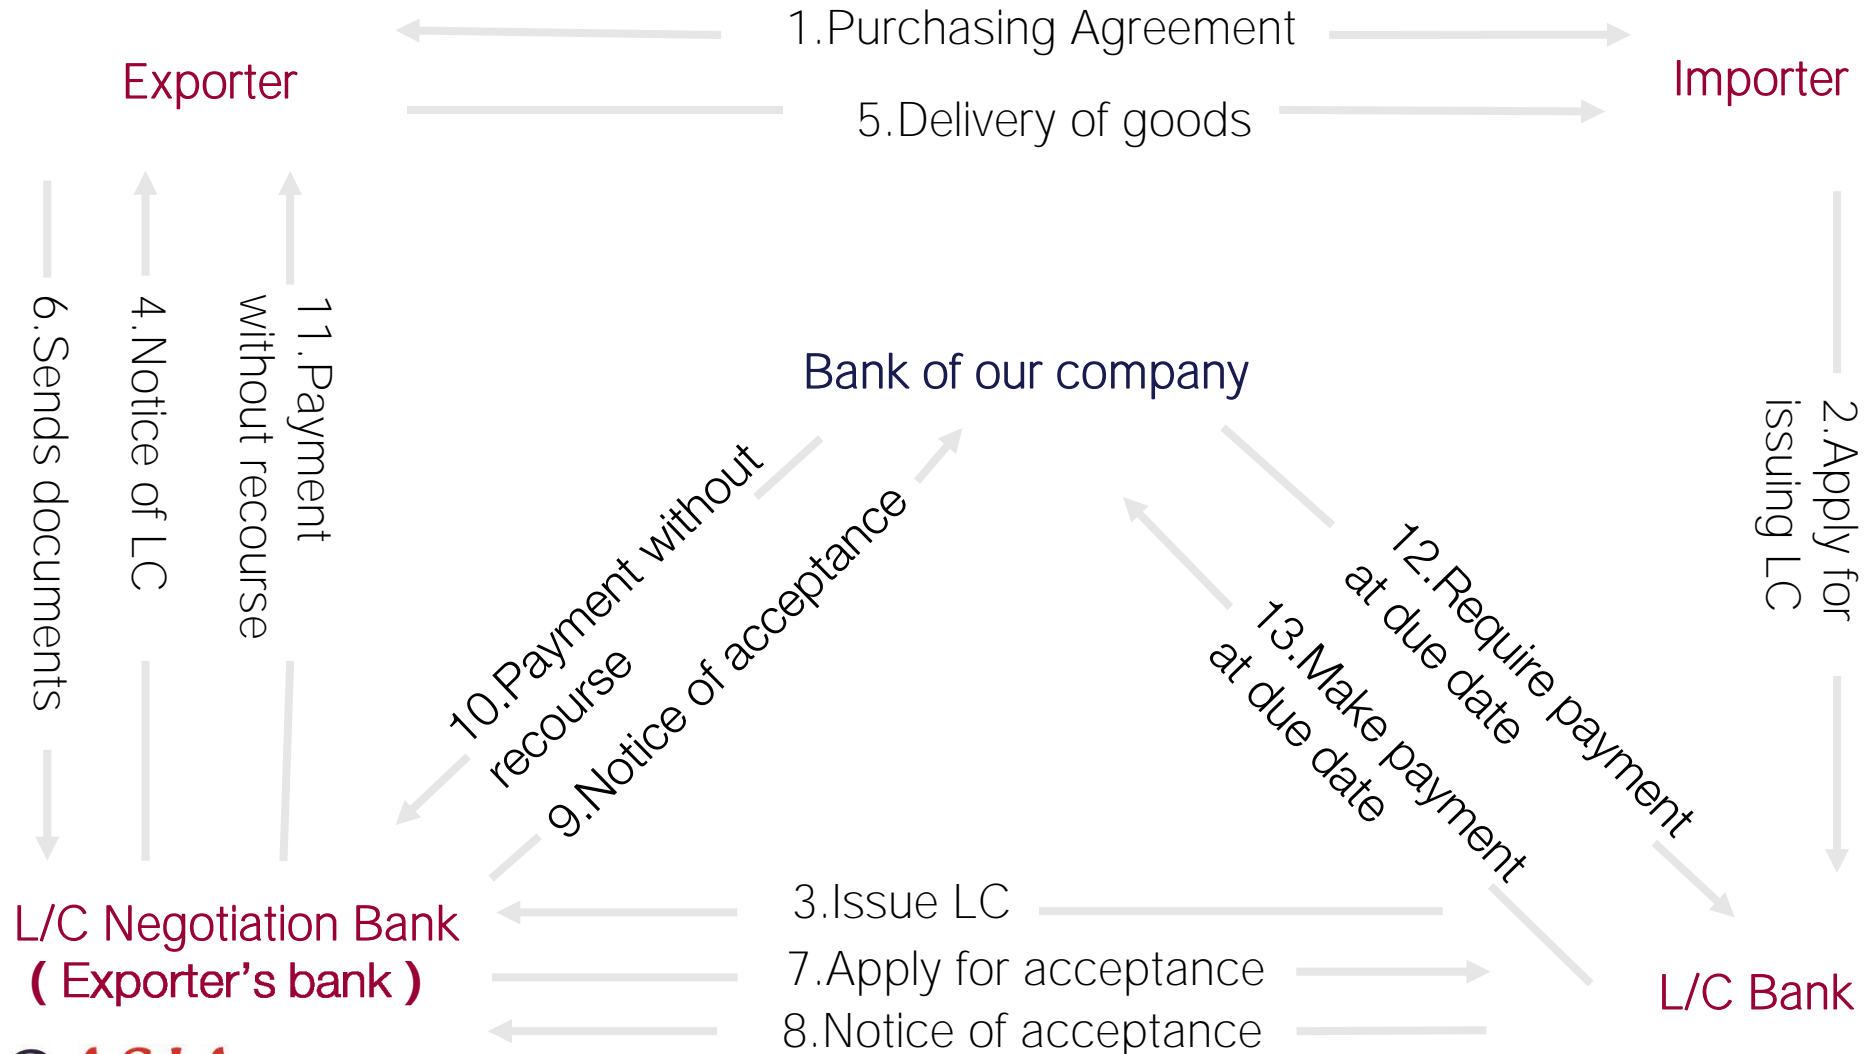 1.Purchasing Agreement
Exporter
Importer
5.Delivery of goods
6.Sends documents
4.Notice of LC
11.Payment
without recourse
Bank of our company
2.Apply for
issuing LC
10.Payment without
recourse
9.Notice of acceptance
12.Require payment
at due date
13.Make payment
at due date
3.Issue LC
L/C Negotiation Bank
( Exporter’s bank )
7.Apply for acceptance
L/C Bank
8.Notice of acceptance